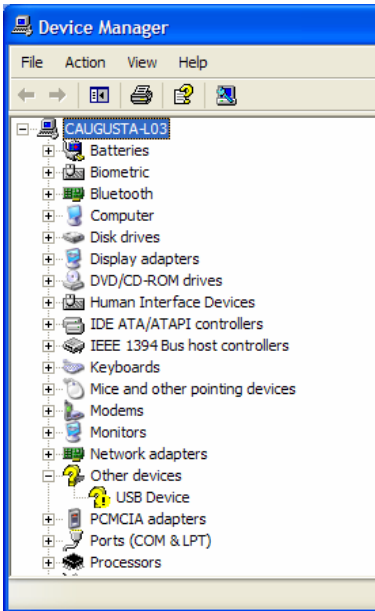 Device Manager
File Action View Help
CAUGUSTA-L03
Batteries
Biometric
Bluetooth
Computer
Disk drives
Display adapters
DVD/CD-ROM drives
Human Interface Devices
IDE ATA/ATAPI controllers
IEEE 1394 Bus host controllers
Keyboards
Mice and other pointing devices
Modems
Monitors
Network adapters
Other devices
USB Device
PCMCIA adapters
Ports (COM & LPT)
Processors